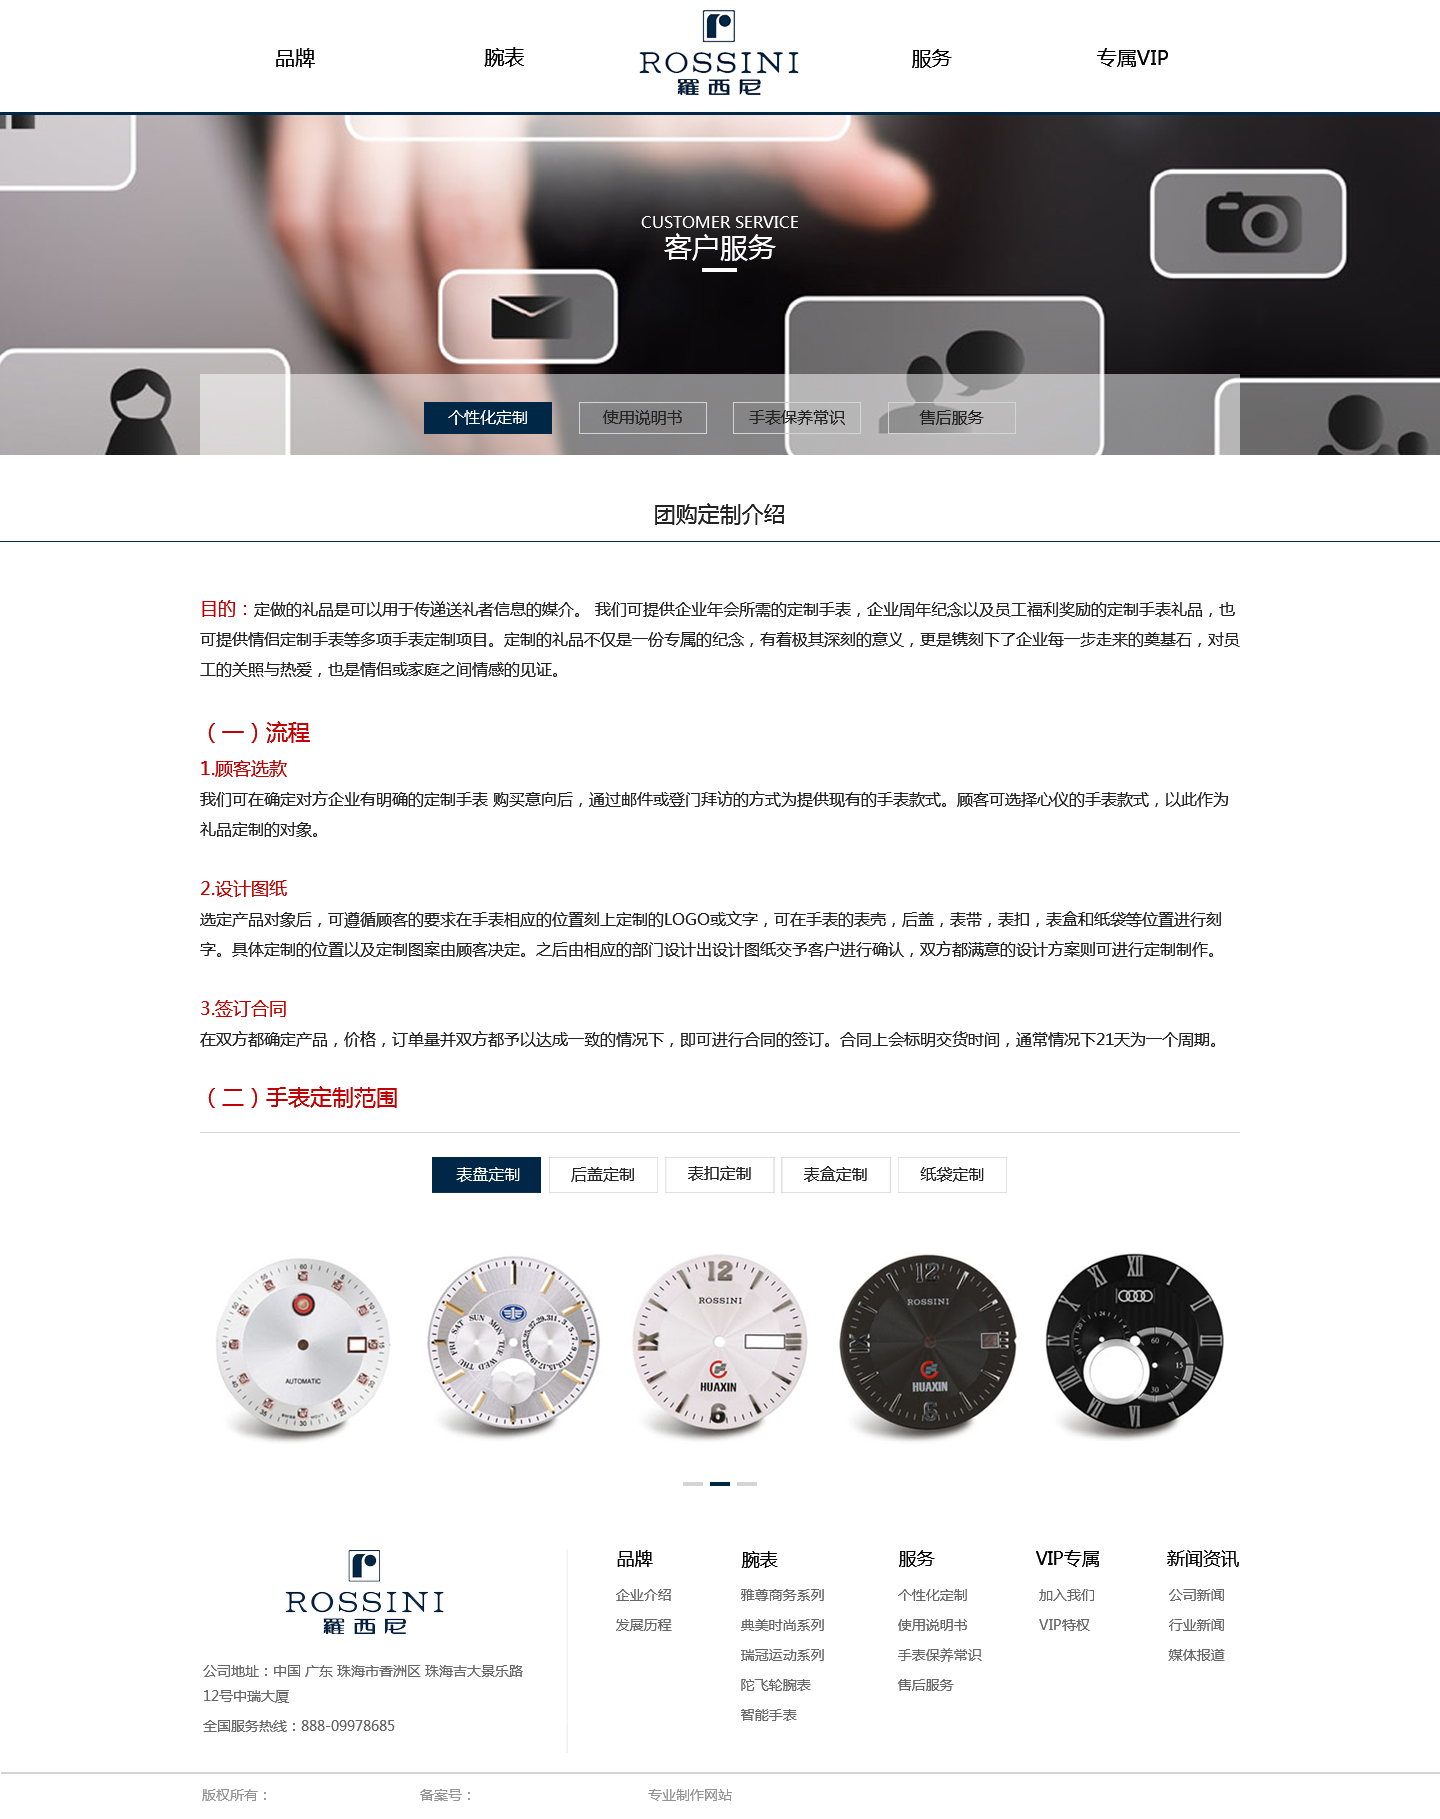 品牌
腕表
ROSSINI
羅西尼
服务
专属VIP
CUSTOMER SERVICE
客户服务
个性化定制
使用说明书
手表保养常识
售后服务
团购定制介绍
目的：定做的礼品是可以用于传递送礼者信息的媒介。 我们可提供企业年会所需的定制手表，企业周年纪念以及员工福利奖励的定制手表礼品，也
可提供情侣定制手表等多项手表定制项目。定制的礼品不仅是一份专属的纪念，有着极其深刻的意义，更是镌刻下了企业每一步走来的奠基石，对员
工的关照与热爱，也是情侣或家庭之间情感的见证。
（一）流程
1.顾客选款
我们可在确定对方企业有明确的定制手表 购买意向后，通过邮件或登门拜访的方式为提供现有的手表款式。顾客可选择心仪的手表款式，以此作为
礼品定制的对象。
2.设计图纸
选定产品对象后，可遵循顾客的要求在手表相应的位置刻上定制的LOGO或文字，可在手表的表壳，后盖，表带，表扣，表盒和纸袋等位置进行刻
字。具体定制的位置以及定制图案由顾客决定。之后由相应的部门设计出设计图纸交予客户进行确认，双方都满意的设计方案则可进行定制制作。
3.签订合同
在双方都确定产品，价格，订单量并双方都予以达成一致的情况下，即可进行合同的签订。合同上会标明交货时间，通常情况下21天为一个周期。
（二）手表定制范围
表盘定制
后盖定制
表扣定制
表盒定制
纸袋定制
AUTOMATIC
SAT SUN MON TUE WED THU FRI
12
ROSSINI
HUAXIN
6
12
ROSSINI
HUAXIN
6
24
60
15
30
ROSSINI
羅西尼
公司地址：中国 广东 珠海市香洲区 珠海吉大景乐路
12号中瑞大厦
全国服务热线：888-09978685
品牌
企业介绍
发展历程
腕表
雅尊商务系列
典美时尚系列
瑞冠运动系列
陀飞轮腕表
智能手表
服务
个性化定制
使用说明书
手表保养常识
售后服务
VIP专属
加入我们
VIP特权
新闻资讯
公司新闻
行业新闻
媒体报道
版权所有：
备案号：
专业制作网站